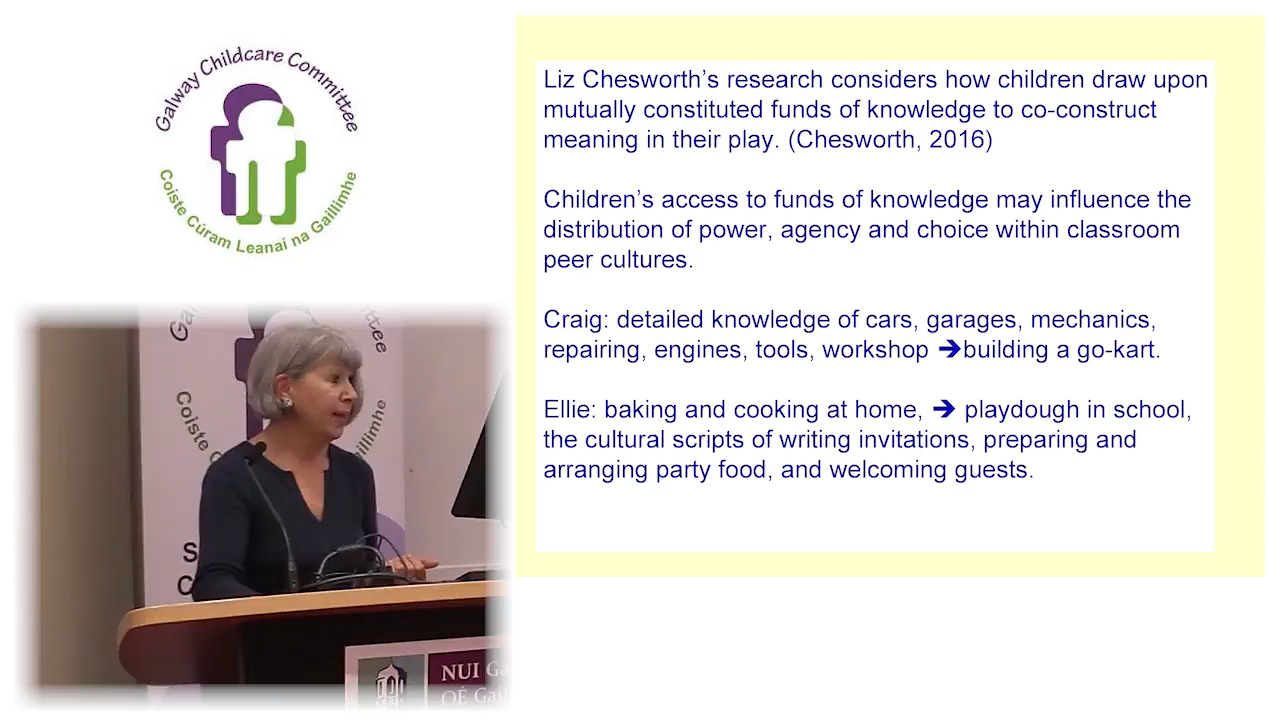 Galway Childcare Committee
Coiste Cúram Leanaí na Gaillimhe
Liz Chesworth’s research considers how children draw upon
mutually constituted funds of knowledge to co-construct
meaning in their play. (Chesworth, 2016)
Children’s access to funds of knowledge may influence the
distribution of power, agency and choice within classroom
peer cultures.
Craig: detailed knowledge of cars, garages, mechanics,
repairing, engines, tools, workshop ➔building a go-kart.
Ellie: baking and cooking at home, ➔ playdough in school,
the cultural scripts of writing invitations, preparing and
arranging party food, and welcoming guests.
NUI Ga
OÉ Gail